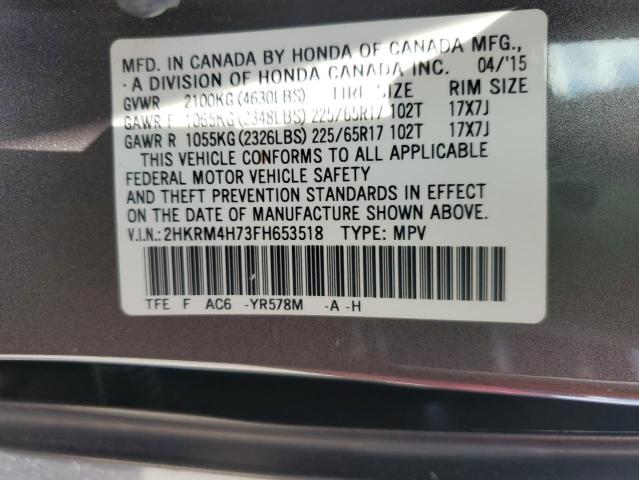 MFD. IN CANADA BY HONDA OF CANADA MFG.,
A DIVISION OF HONDA CANADA INC. 04/'15
GVWR 2100KG(4630LBS) TIRE SIZE RIM SIZE
GAWR F 1065KG(2348LBS) 225/65R17 102T 17X7J
GAWR R 1055KG(2326LBS) 225/65R17 102T 17X7J
THIS VEHICLE CONFORMS TO ALL APPLICABLE
FEDERAL MOTOR VEHICLE SAFETY
AND THEFT PREVENTION STANDARDS IN EFFECT
ON THE DATE OF MANUFACTURE SHOWN ABOVE.
V.I.N.: 2HKRM4H73FH653518 TYPE: MPV
TFE F AC6 -YR578M -A -H